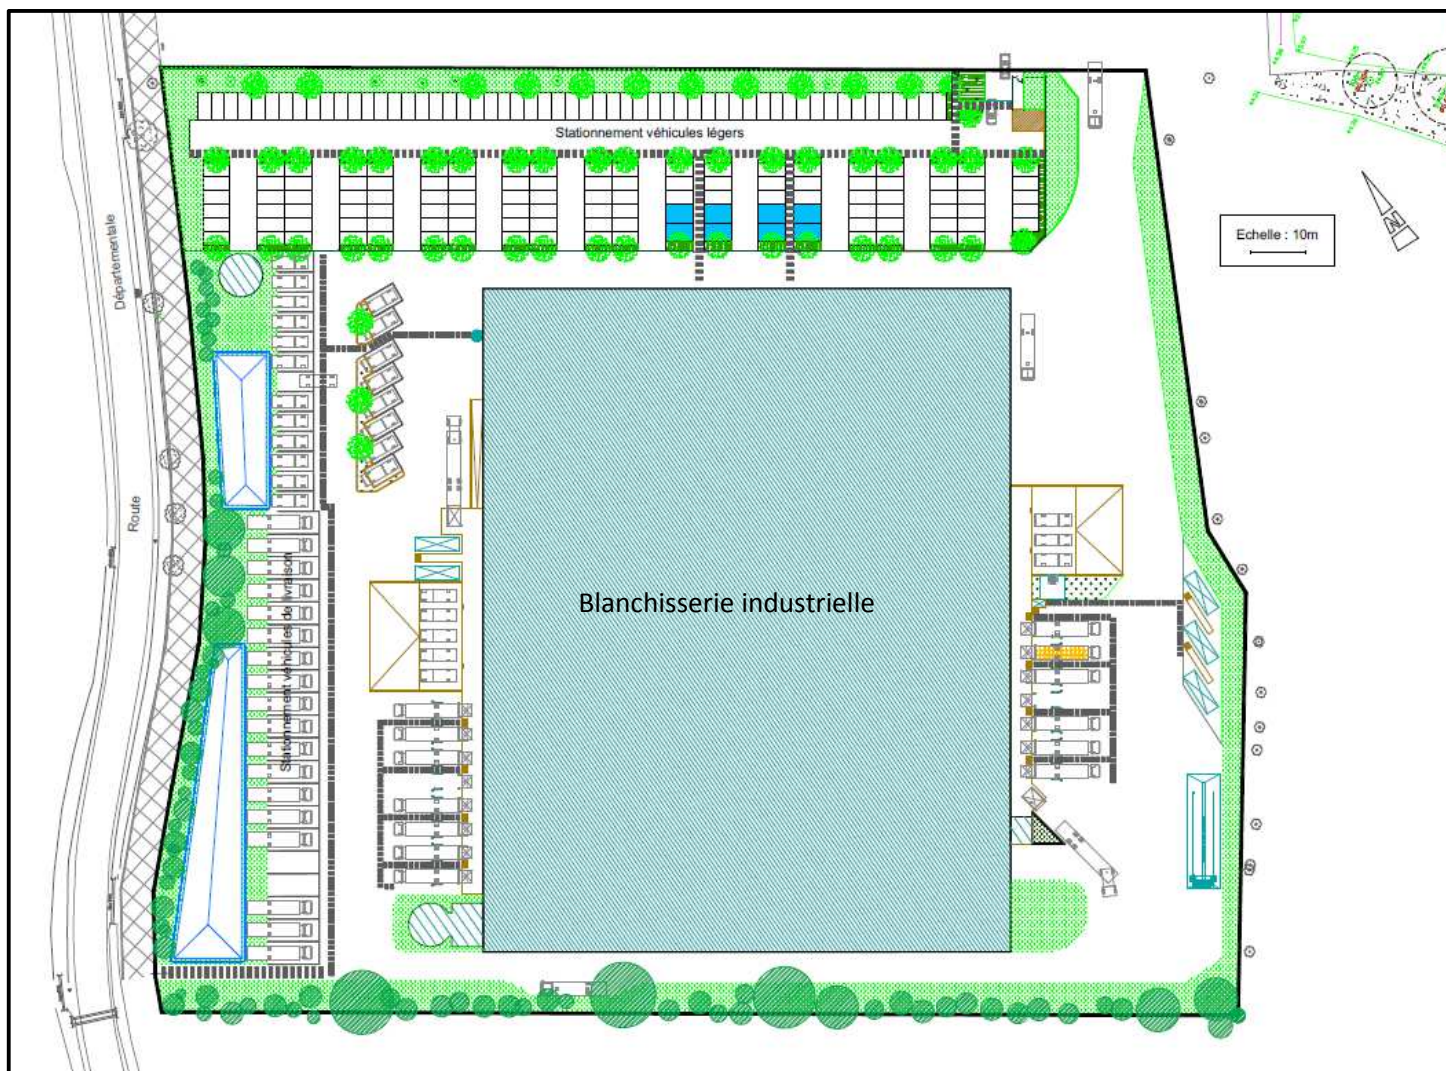 Stationnement véhicules légers
Départementale
Echelle : 10m
N
Route
Stationnement véhicules de livraison
Blanchisserie industrielle